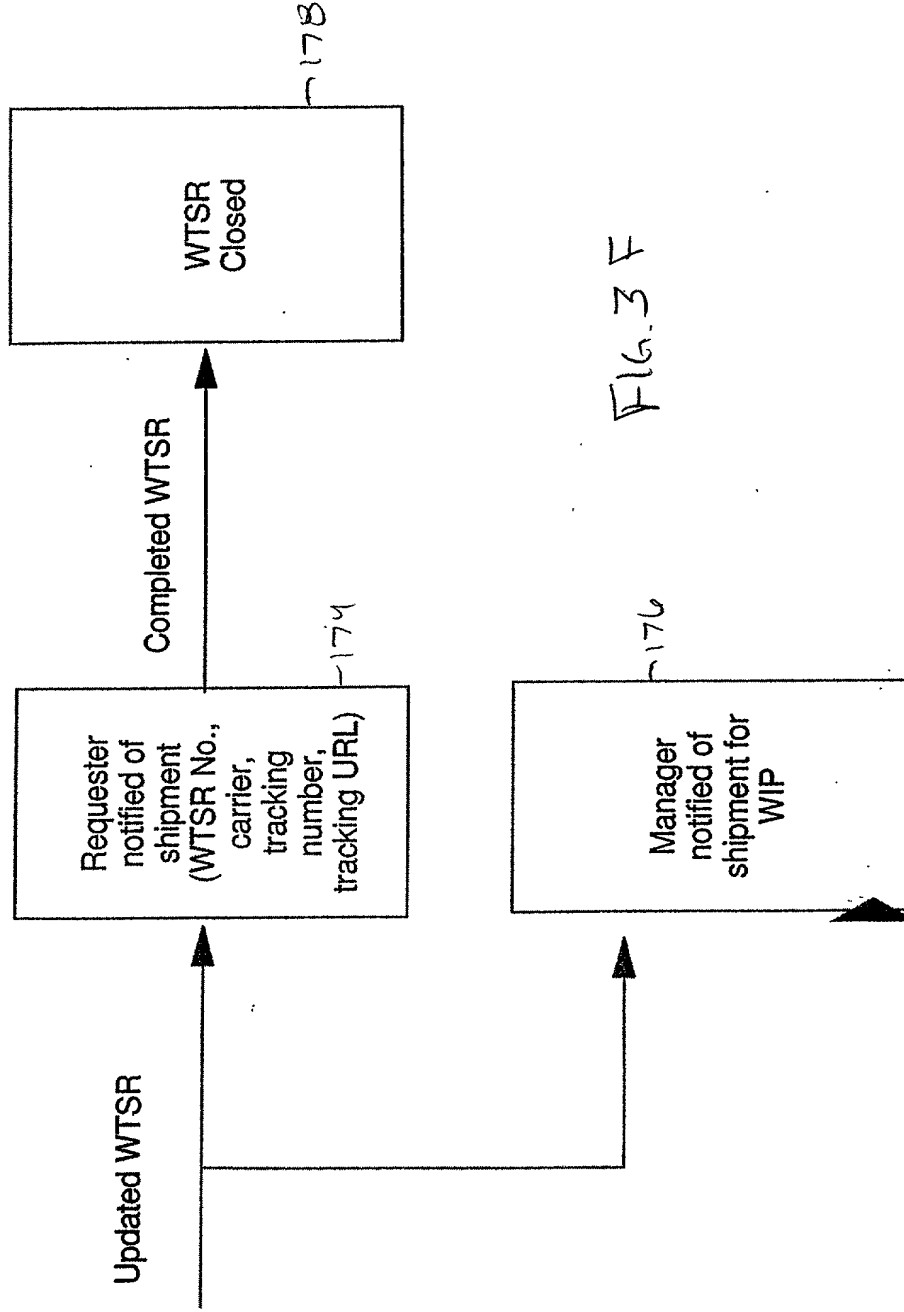 Updated WTSR
Requester
notified of
shipment
(WTSR No.,
carrier,
tracking
number,
tracking URL)
174
Completed WTSR
WTSR
Closed
178
Manager
notified of
shipment for
WIP
176
FIG. 3 F